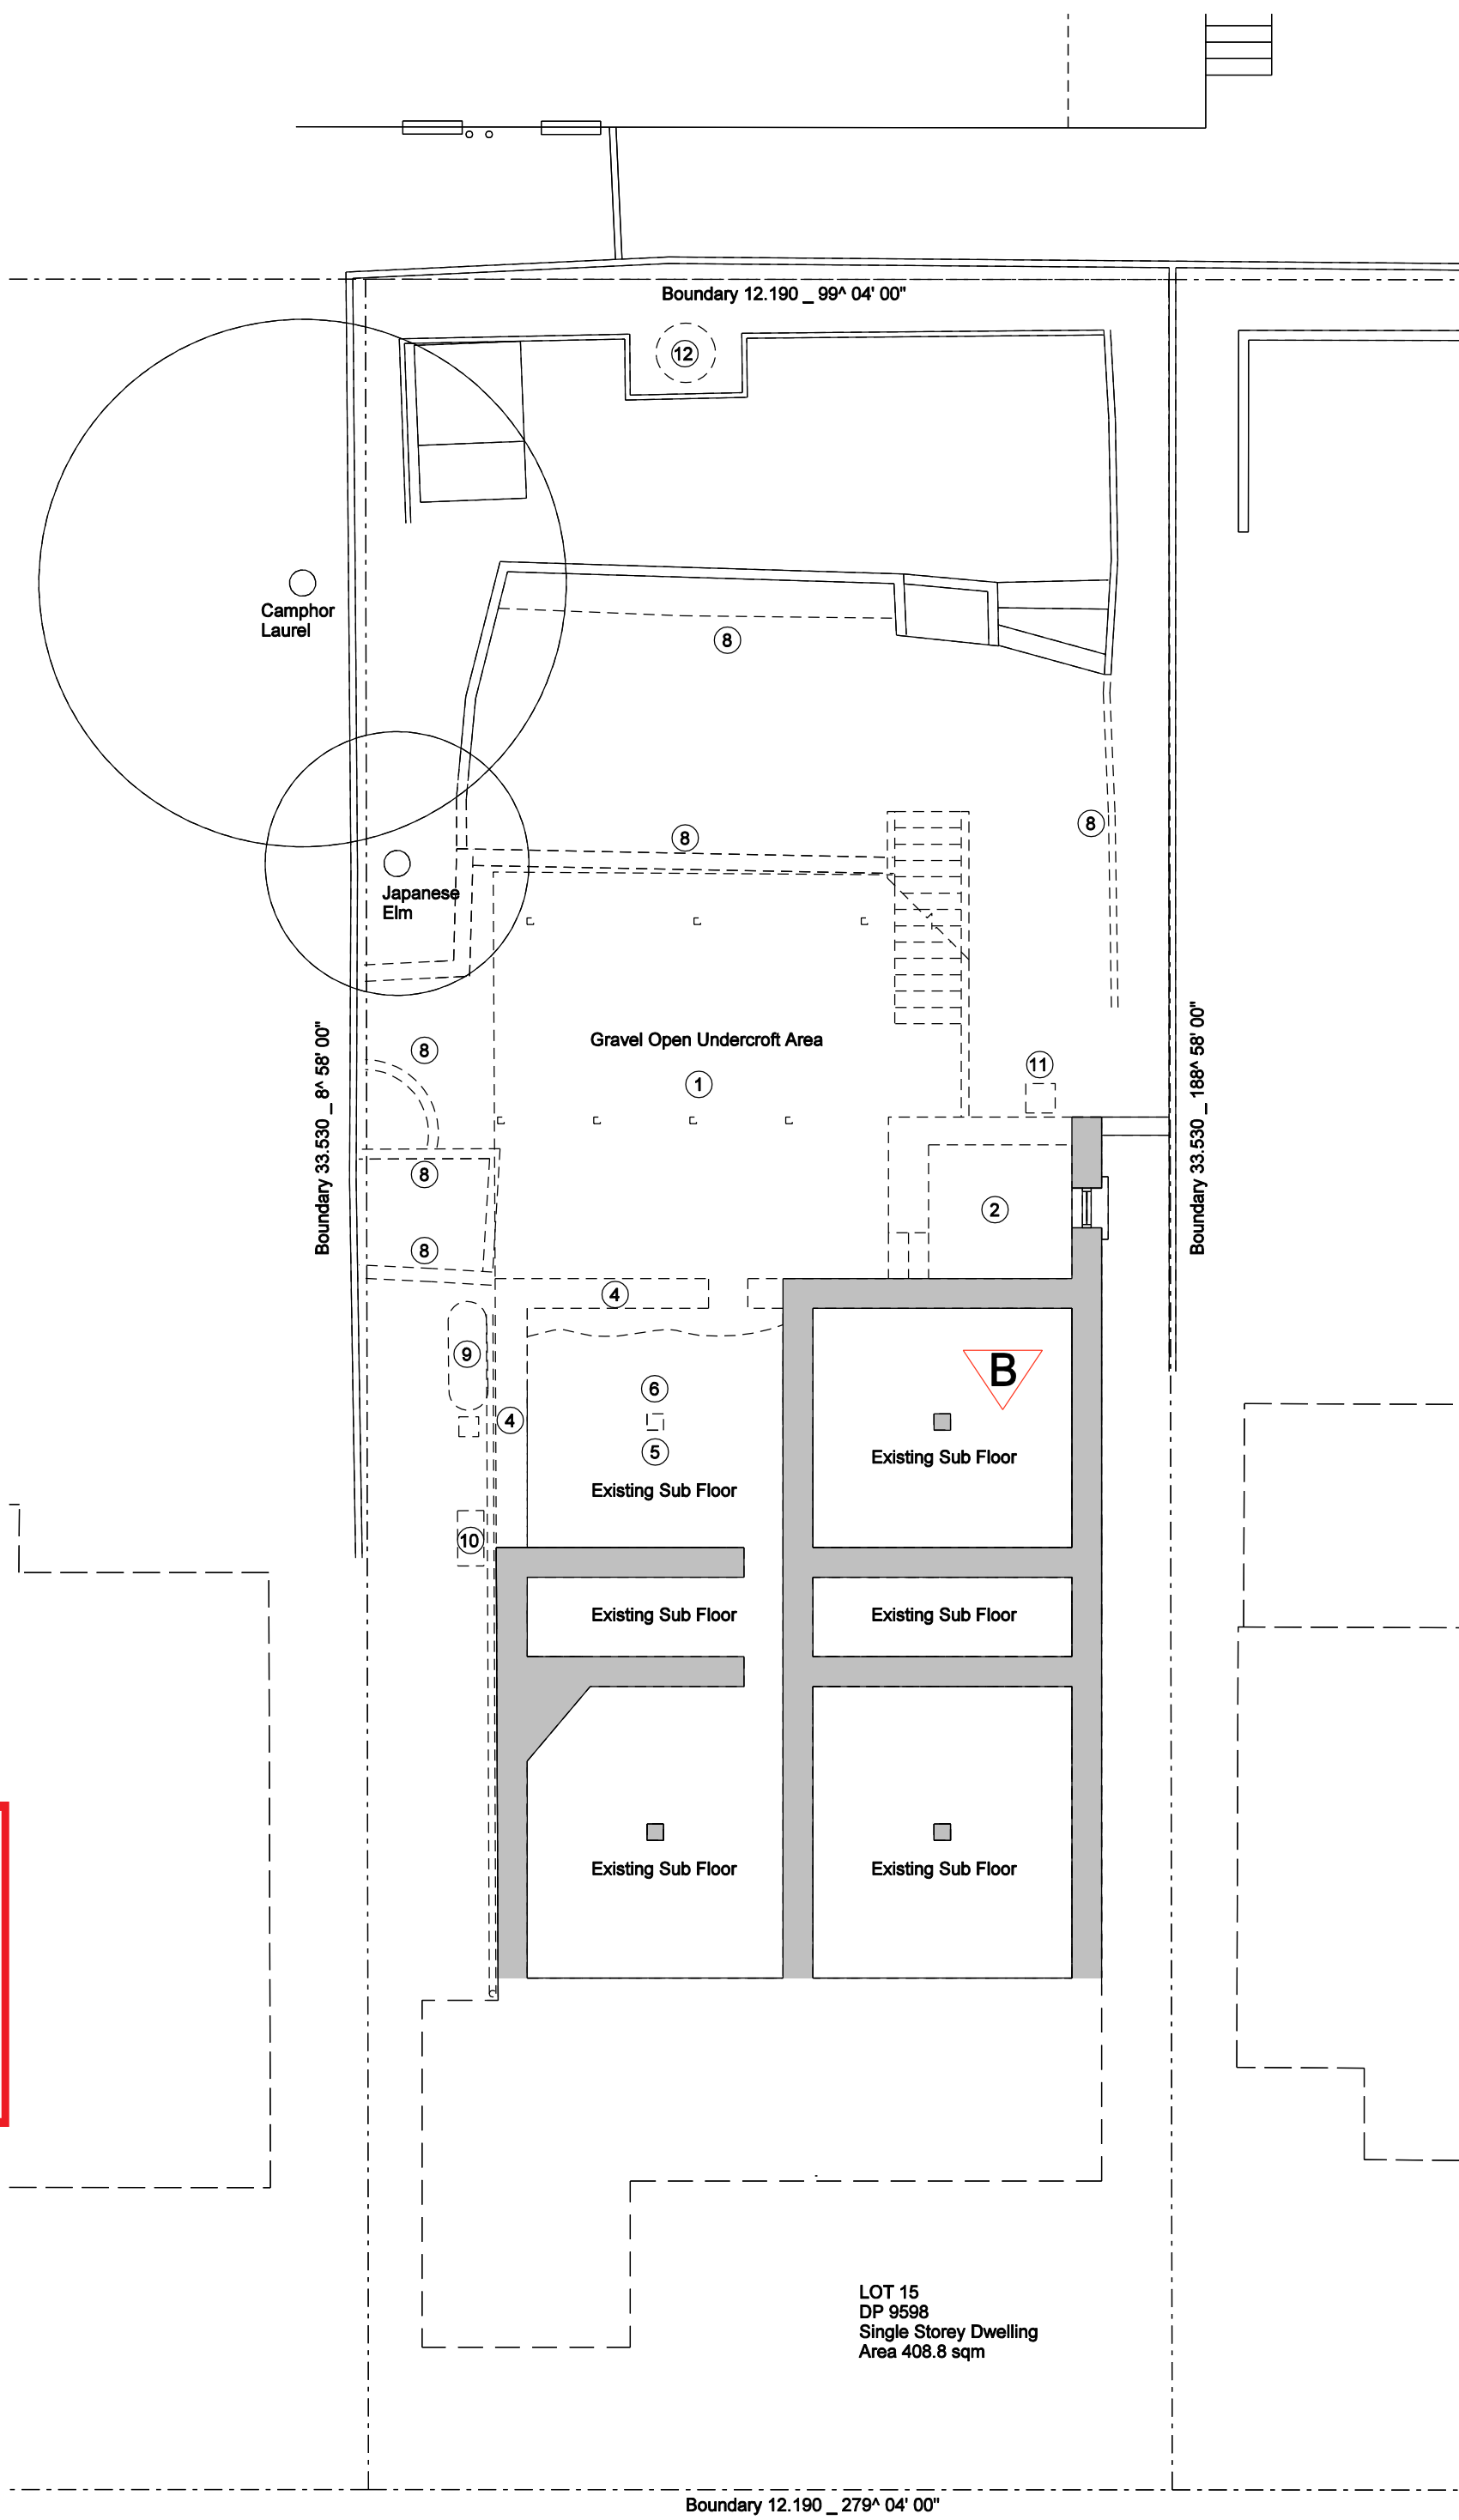 Boundary 12.190 _ 99^ 04' 00"
12
Camphor
Laurel
8
8
8
Japanese
Elm
Gravel Open Undercroft Area
8
11
1
Boundary 33.530 _ 8^ 58' 00"
Boundary 33.530 _ 188^ 58' 00"
8
2
8
4
9
B
6
4
5
Existing Sub Floor
Existing Sub Floor
10
Existing Sub Floor
Existing Sub Floor
Existing Sub Floor
Existing Sub Floor
LOT 15
DP 9598
Single Storey Dwelling
Area 408.8 sqm
Boundary 12.190 _ 279^ 04' 00"